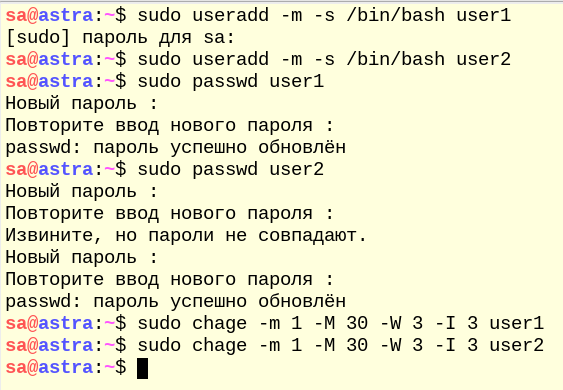 sa@astra:~$ sudo useradd -m -s /bin/bash user1
[sudo] пароль для sa:
sa@astra:~$ sudo useradd -m -s /bin/bash user2
sa@astra:~$ sudo passwd user1
Новый пароль :
Повторите ввод нового пароля :
passwd: пароль успешно обновлён
sa@astra:~$ sudo passwd user2
Новый пароль :
Повторите ввод нового пароля :
Извините, но пароли не совпадают.
Новый пароль :
Повторите ввод нового пароля :
passwd: пароль успешно обновлён
sa@astra:~$ sudo chage -m 1 -M 30 -W 3 -I 3 user1
sa@astra:~$ sudo chage -m 1 -M 30 -W 3 -I 3 user2
sa@astra:~$